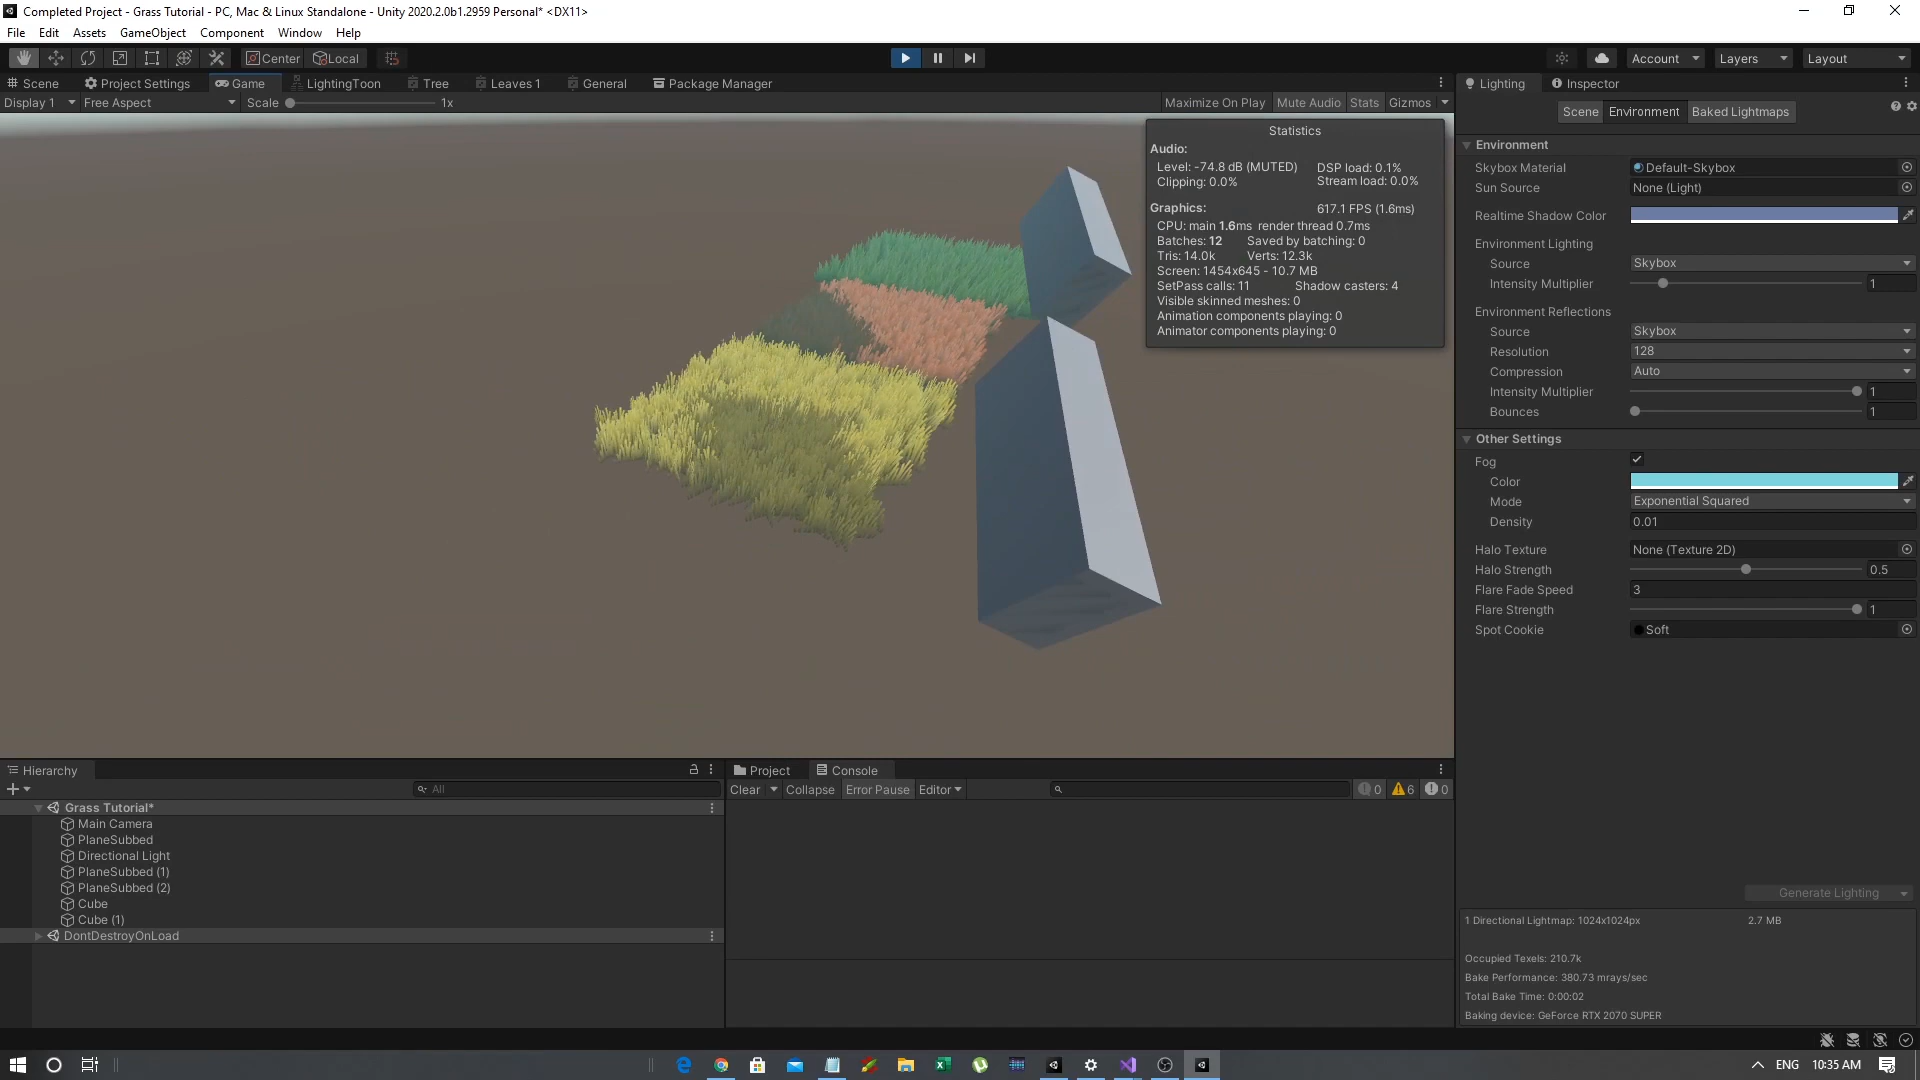 Completed Project - Grass Tutorial - PC, Mac & Linux Standalone - Unity 2020.2.0b1.2959 Personal* <DX11>
File Edit Assets GameObject Component Window Help
Center Local Account Layers Layout
Scene Project Settings Game LightingToon Tree Leaves 1 General Package Manager
Display 1 Free Aspect Scale 1x Maximize On Play Mute Audio Stats Gizmos
Statistics
Audio:
Level: -74.8 dB (MUTED) DSP load: 0.1%
Clipping: 0.0% Stream load: 0.0%
Graphics: 617.1 FPS (1.6ms)
CPU: main 1.6ms render thread 0.7ms
Batches: 12 Saved by batching: 0
Tris: 14.0k Verts: 12.3k
Screen: 1454x645 - 10.7 MB
SetPass calls: 11 Shadow casters: 4
Visible skinned meshes: 0
Animation components playing: 0
Animator components playing: 0
Lighting Inspector
Scene Environment Baked Lightmaps
Environment
Skybox Material Default-Skybox
Sun Source None (Light)
Realtime Shadow Color
Environment Lighting
Source Skybox
Intensity Multiplier 1
Environment Reflections
Source Skybox
Resolution 128
Compression Auto
Intensity Multiplier 1
Bounces 1
Other Settings
Fog
Color
Mode Exponential Squared
Density 0.01
Halo Texture None (Texture 2D)
Halo Strength 0.5
Flare Fade Speed 3
Flare Strength 1
Spot Cookie Soft
Generate Lighting
1 Directional Lightmap: 1024x1024px 2.7 MB
Occupied Texels: 210.7k
Bake Performance: 380.73 mrays/sec
Total Bake Time: 0:00:02
Baking device: GeForce RTX 2070 SUPER
Hierarchy
All
Grass Tutorial*
Main Camera
PlaneSubbed
Directional Light
PlaneSubbed (1)
PlaneSubbed (2)
Cube
Cube (1)
DontDestroyOnLoad
Project Console
Clear Collapse Error Pause Editor 0 6 0
ENG 10:35 AM